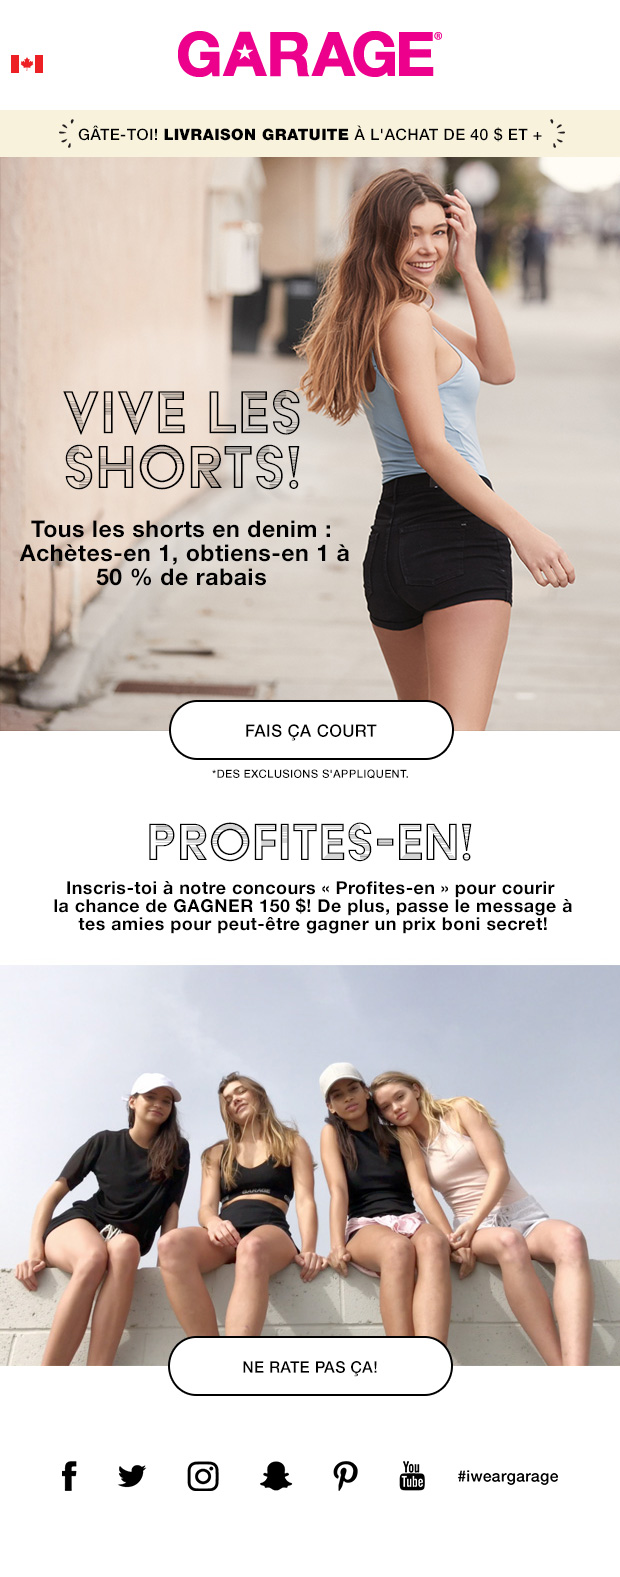 GARAGE®
GÂTE-TOI! LIVRAISON GRATUITE À L'ACHAT DE 40 $ ET +
VIVE LES
SHORTS!
Tous les shorts en denim :
Achètes-en 1, obtiens-en 1 à
50 % de rabais
FAIS ÇA COURT
*DES EXCLUSIONS S'APPLIQUENT.
PROFITES-EN!
Inscris-toi à notre concours « Profites-en » pour courir
la chance de GAGNER 150 $! De plus, passe le message à
tes amies pour peut-être gagner un prix boni secret!
GARAGE
NE RATE PAS ÇA!
You
Tube
#iweargarage